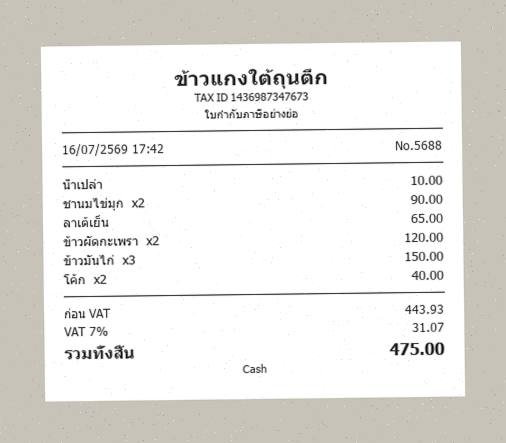 ข้าวแกงใต้ถุนตึก
TAX ID 1436987347673
ใบกำกับภาษีอย่างย่อ
16/07/2569 17:42 No.5688
น้ำเปล่า 10.00
ชานมไข่มุก x2 90.00
ลาเต้เย็น 65.00
ข้าวผัดกะเพรา x2 120.00
ข้าวมันไก่ x3 150.00
โค้ก x2 40.00
ก่อน VAT 443.93
VAT 7% 31.07
รวมทั้งสิ้น 475.00
Cash